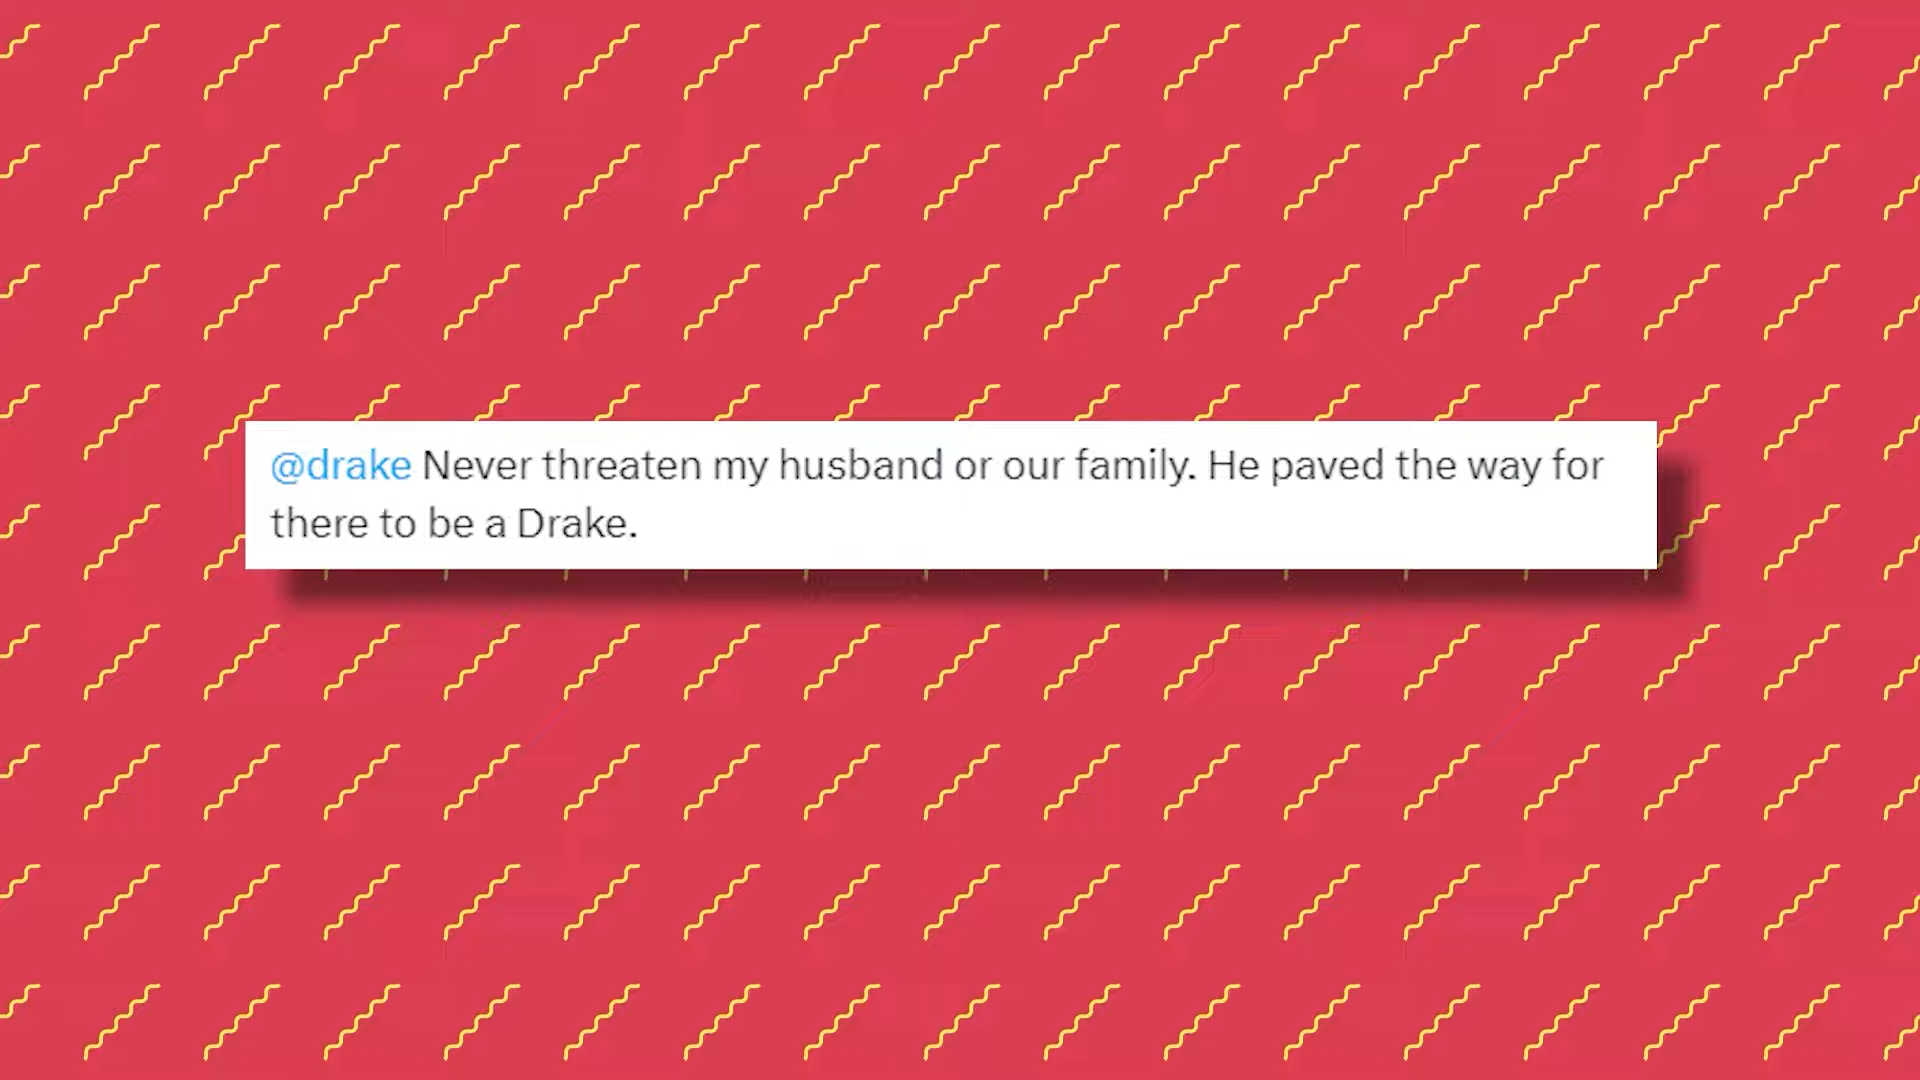 @drake Never threaten my husband or our family. He paved the way for
there to be a Drake.